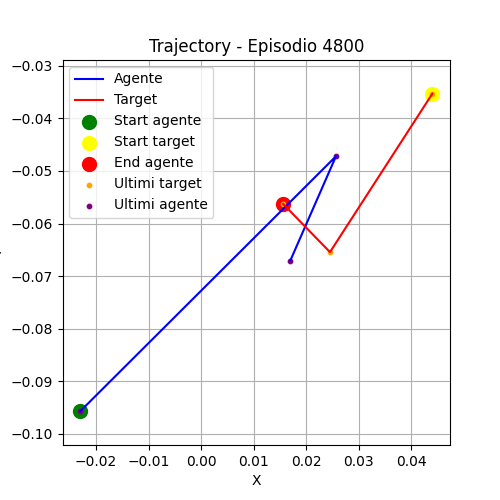 Trajectory - Episodio 4800
Agente
Target
Start agente
Start target
End agente
Ultimi target
Ultimi agente
−0.03
−0.04
−0.05
−0.06
−0.07
−0.08
−0.09
−0.10
−0.02
−0.01
0.00
0.01
0.02
0.03
0.04
X